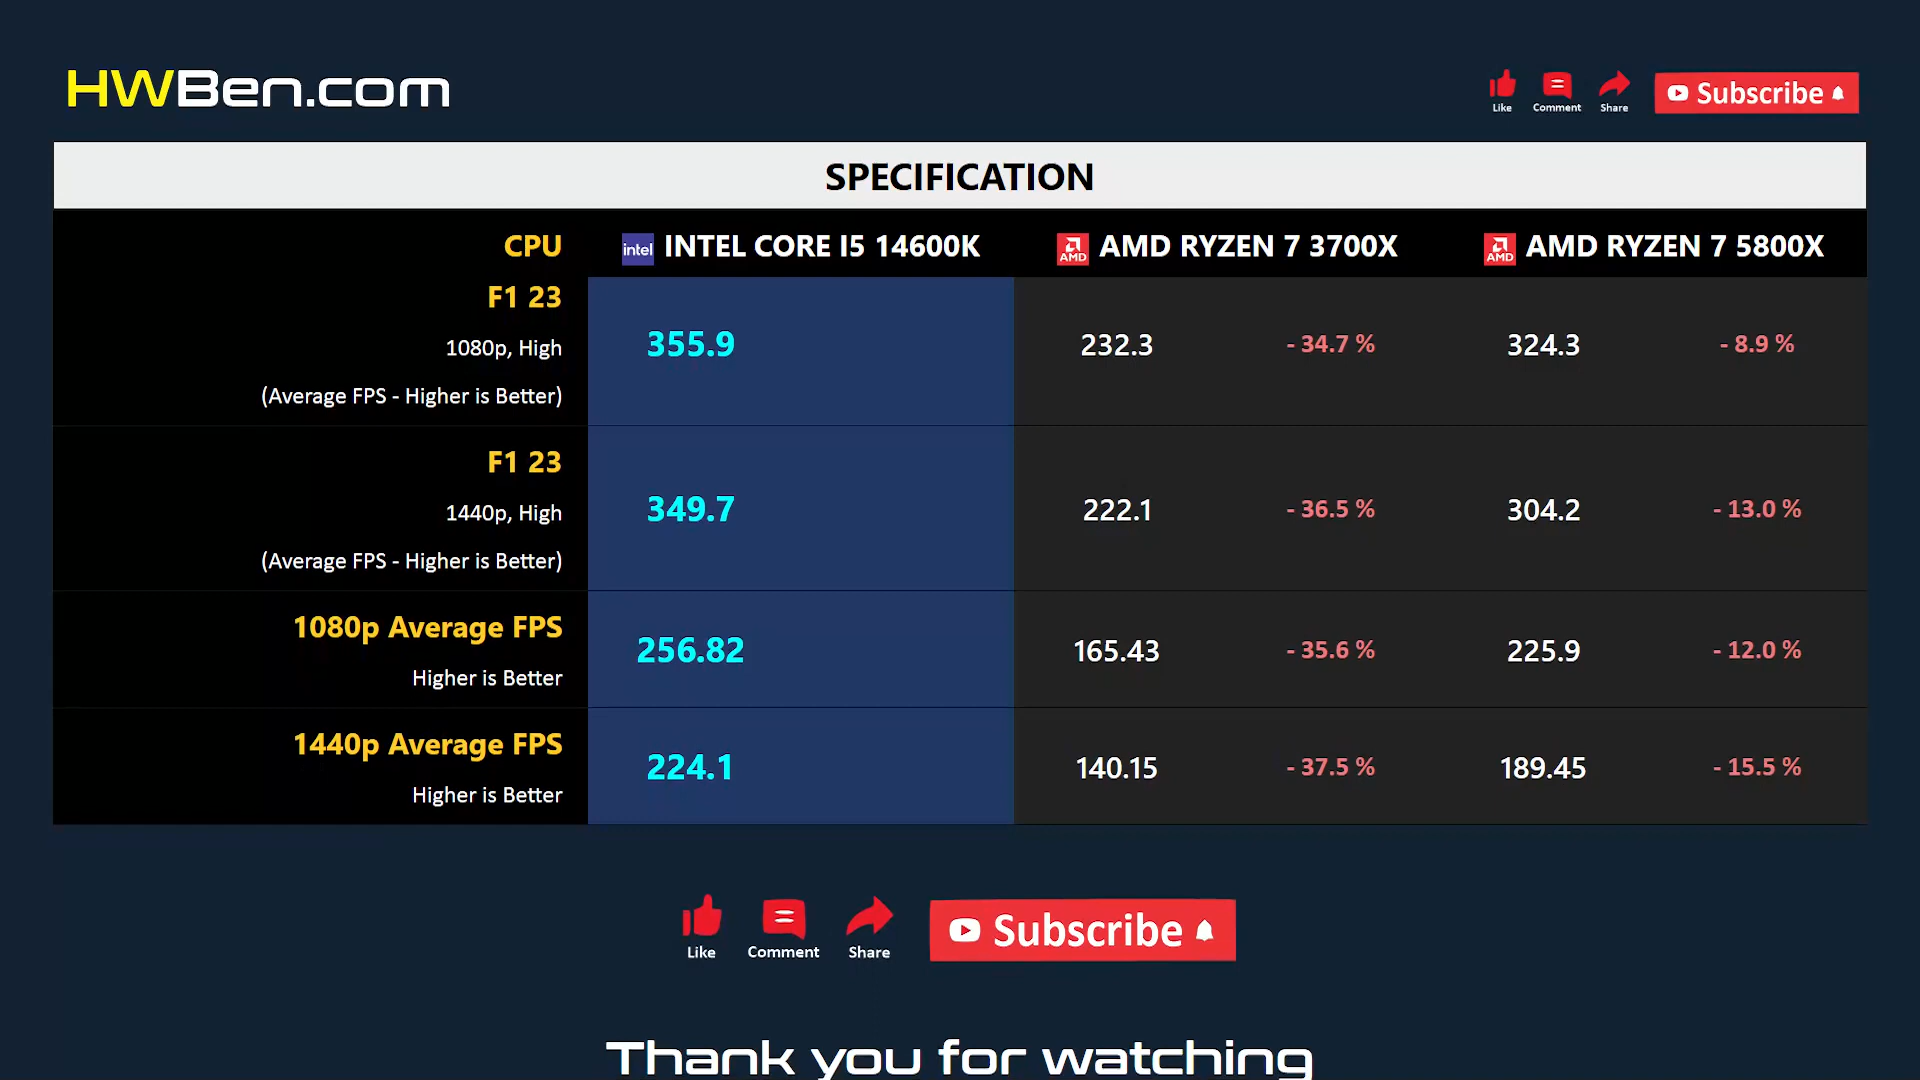 HWBen.com
Like Comment Share Subscribe
SPECIFICATION
CPU intel INTEL CORE I5 14600K AMD AMD RYZEN 7 3700X AMD AMD RYZEN 7 5800X
F1 23
1080p, High 355.9 232.3 - 34.7 % 324.3 - 8.9 %
(Average FPS - Higher is Better)
F1 23
1440p, High 349.7 222.1 - 36.5 % 304.2 - 13.0 %
(Average FPS - Higher is Better)
1080p Average FPS 256.82 165.43 - 35.6 % 225.9 - 12.0 %
Higher is Better
1440p Average FPS 224.1 140.15 - 37.5 % 189.45 - 15.5 %
Higher is Better
Like Comment Share Subscribe
Thank you for watching